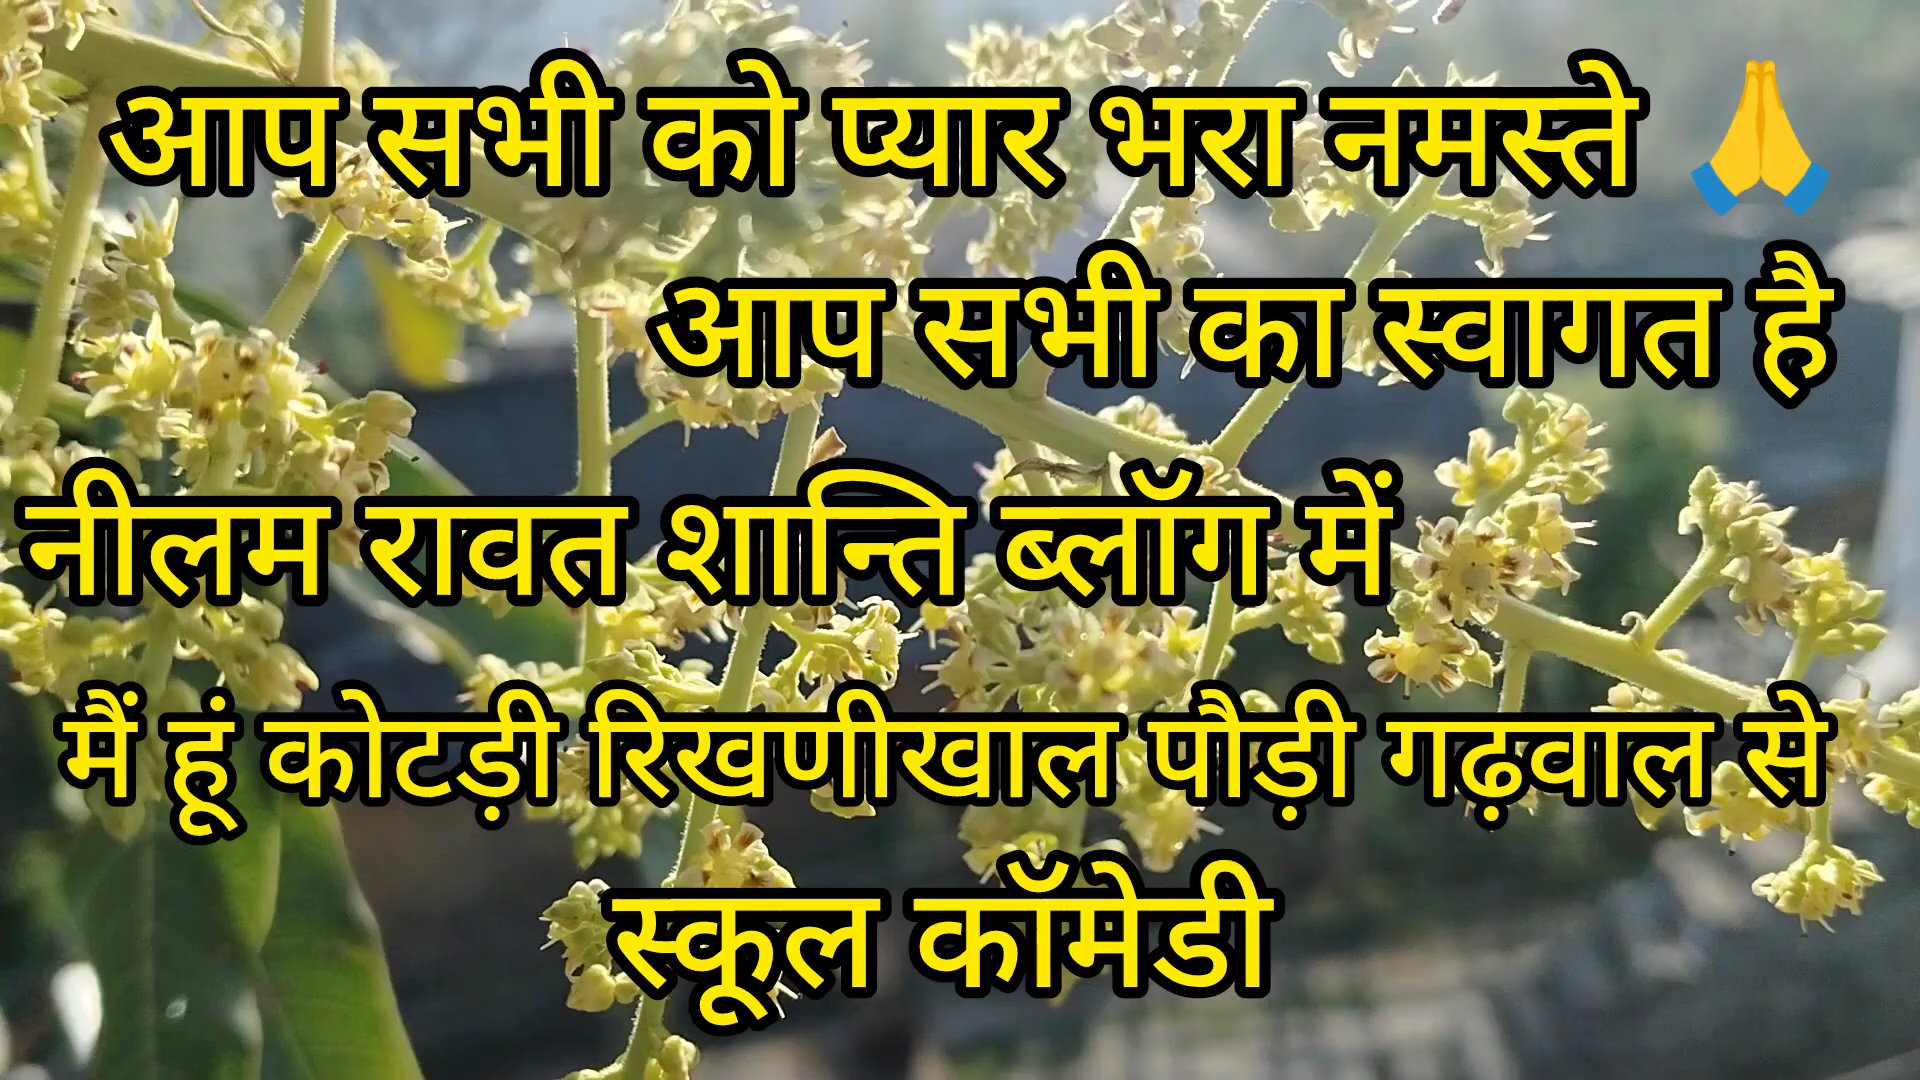 आप सभी को प्यार भरा नमस्ते 🙏
आप सभी का स्वागत है
नीलम रावत शान्ति ब्लॉग में
मैं हूं कोटड़ी रिखणीखाल पौड़ी गढ़वाल से
स्कूल कॉमेडी